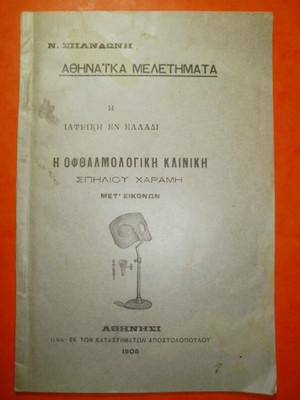 Ν. ΣΠΑΝΔΩΝΗ
ΑΘΗΝΑΪΚΑ ΜΕΛΕΤΗΜΑΤΑ
Η
ΙΑΤΡΙΚΗ ΕΝ ΕΛΛΑΔΙ
Η ΟΦΘΑΛΜΟΛΟΓΙΚΗ ΚΛΙΝΙΚΗ
ΣΠΗΛΙΟΥ ΧΑΡΑΜΗ
ΜΕΤ' ΕΙΚΟΝΩΝ
ΑΘΗΝΗΣΙ
ΕΚ ΤΩΝ ΚΑΤΑΣΤΗΜΑΤΩΝ ΑΠΟΣΤΟΛΟΠΟΥΛΟΥ
1906